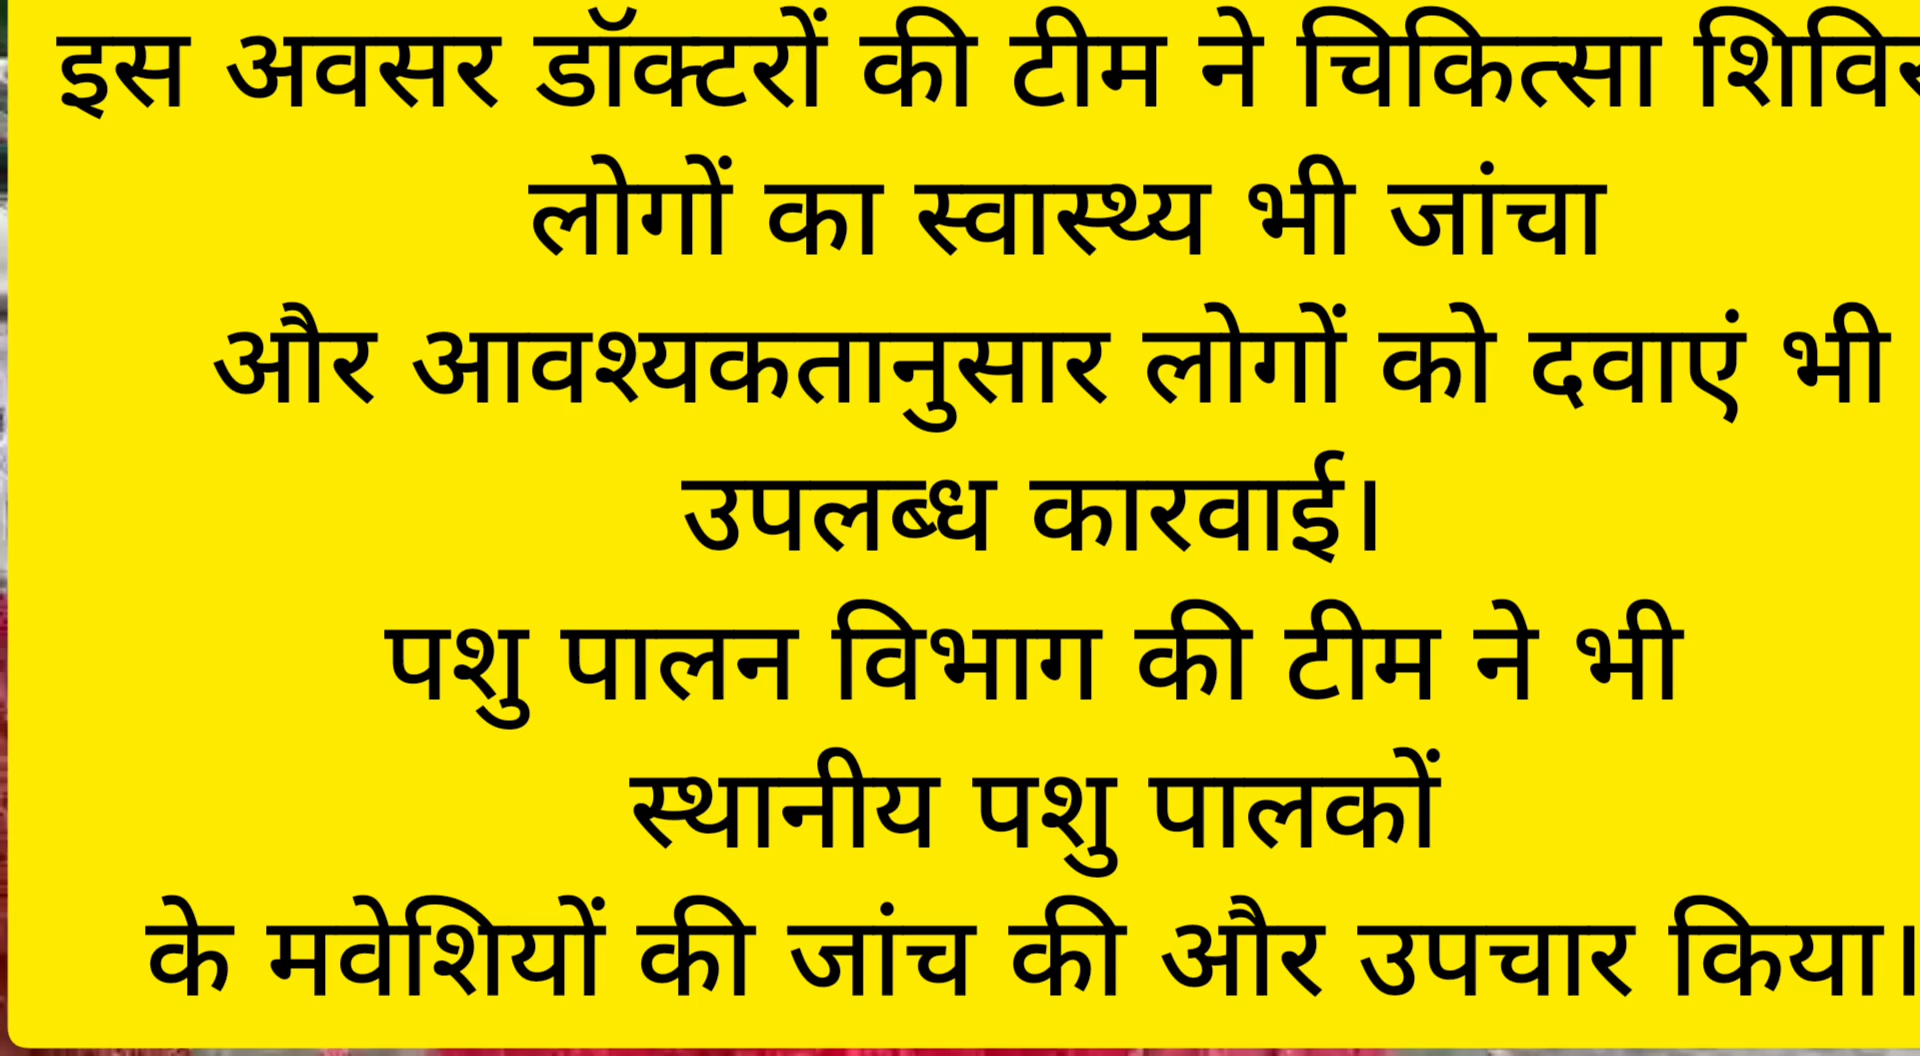 इस अवसर डॉक्टरों की टीम ने चिकित्सा
लोगों का स्वास्थ्य भी जांचा
और आवश्यकतानुसार लोगों को दवाएं भी
उपलब्ध कारवाई।
पशु पालन विभाग की टीम ने भी
स्थानीय पशु पालकों
के मवेशियों की जांच की और उपचार किया।